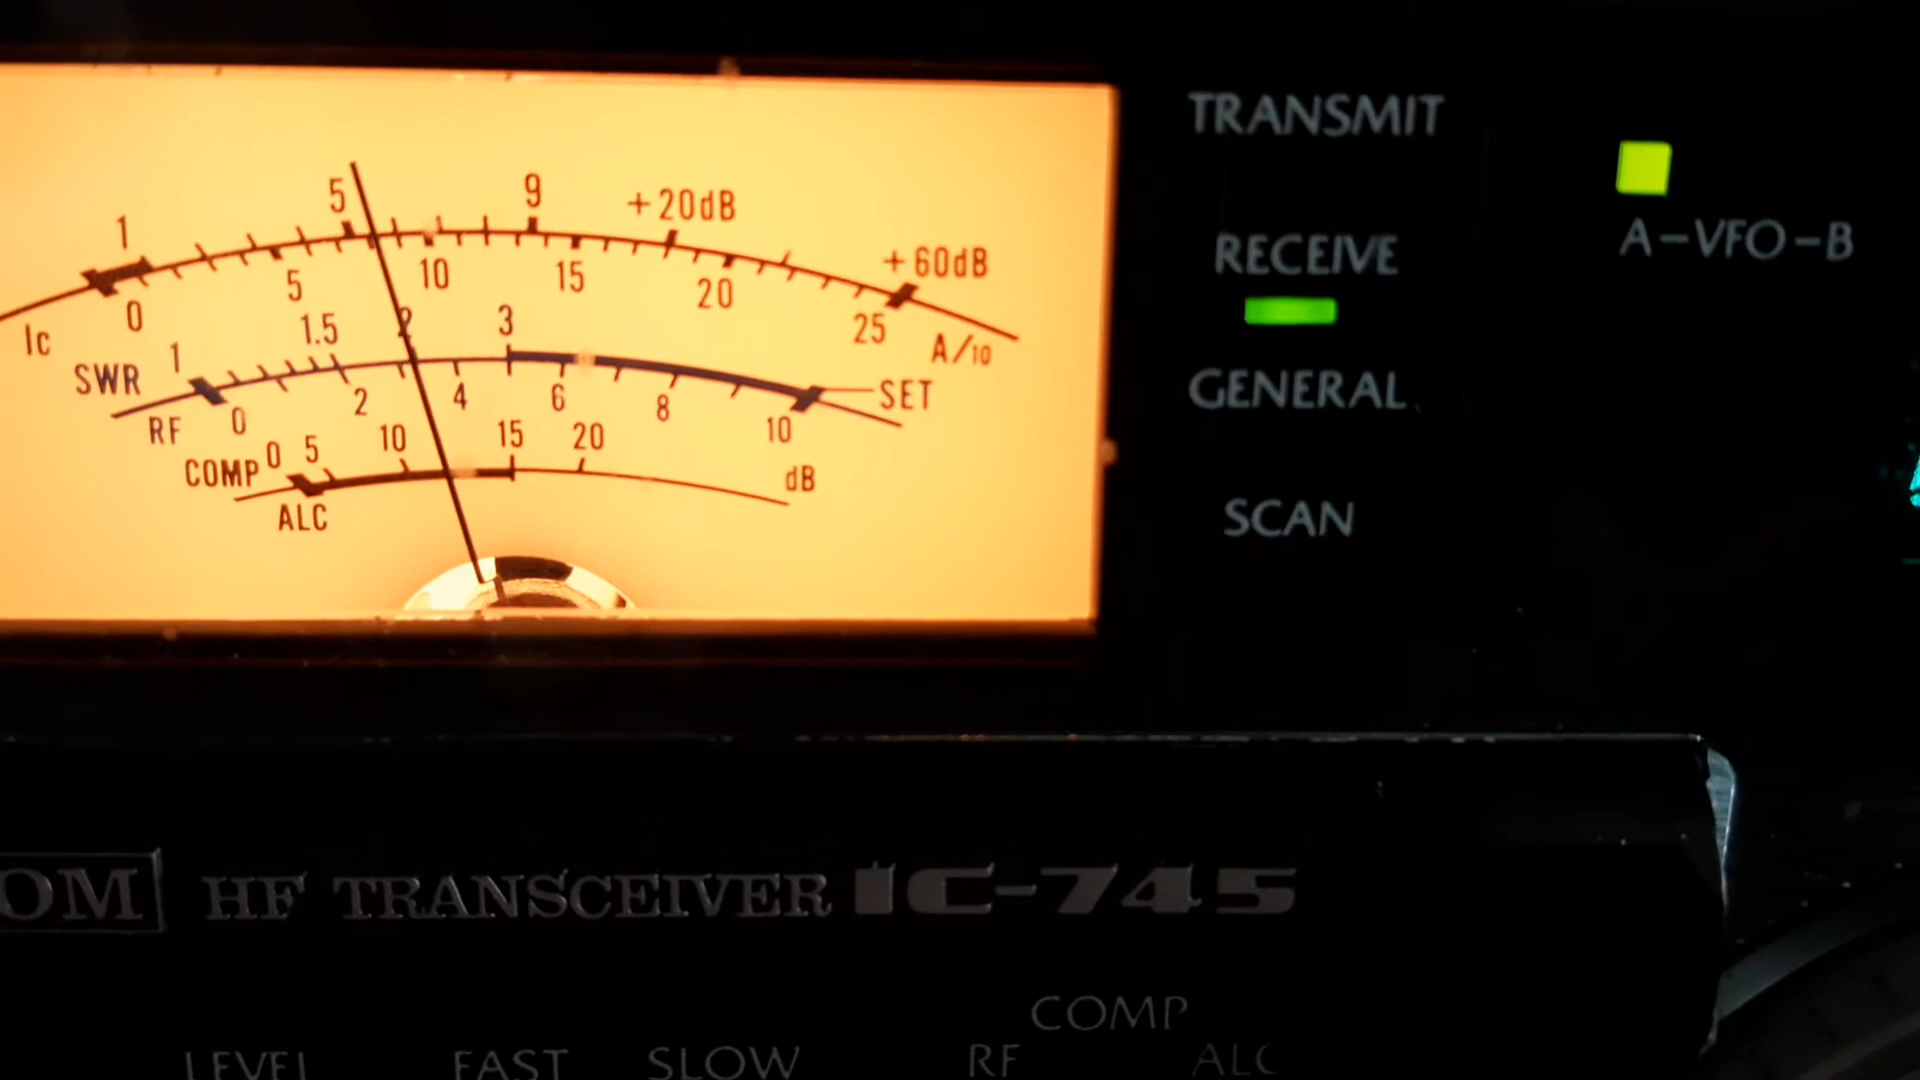 1 5 9 +20dB +60dB
0 5 10 15 20 25
Ic A/10
SWR 1 1.5 2 3 SET
RF 0 2 4 6 8 10
COMP 0 5 10 15 20 dB
ALC
TRANSMIT
RECEIVE
GENERAL
SCAN
A-VFO-B
OM HF TRANSCEIVER IC-745
COMP
LEVEL FAST SLOW RF ALC